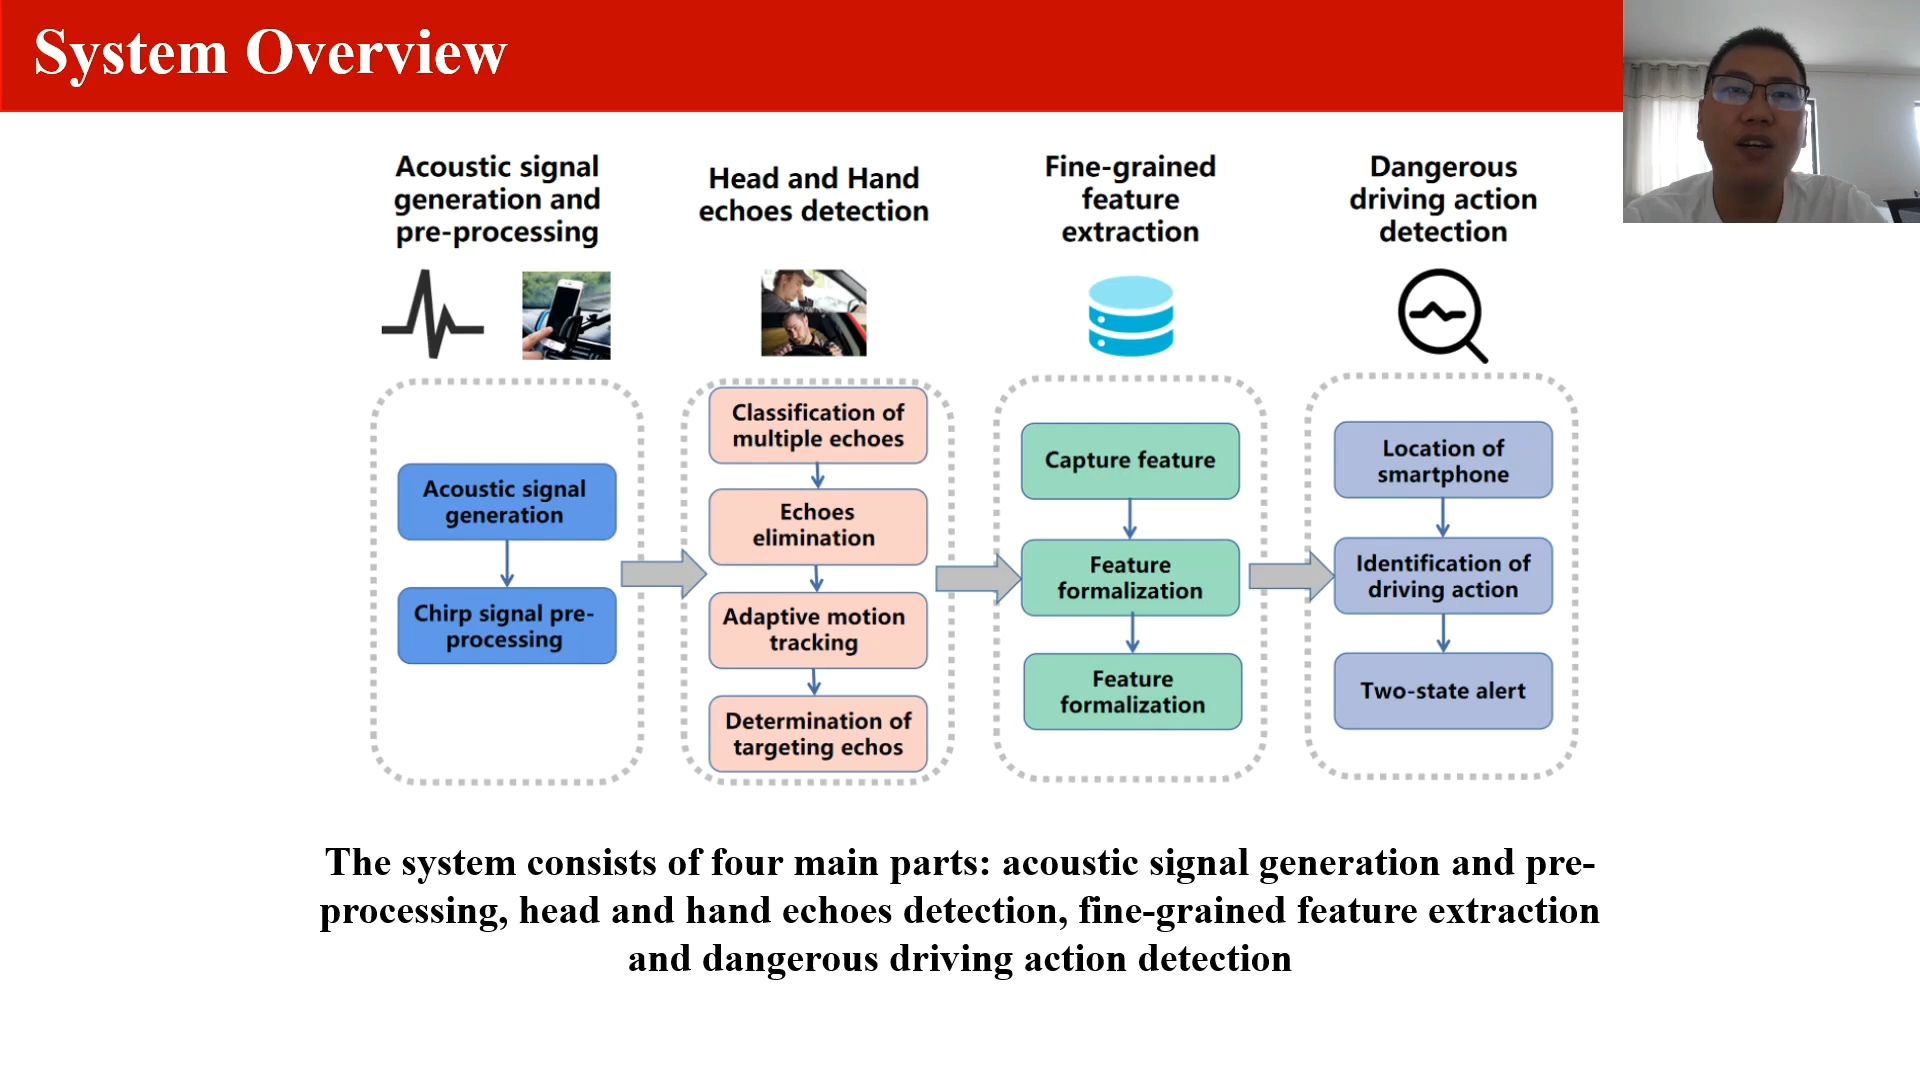 System Overview
Acoustic signal
generation and
pre-processing
Head and Hand
echoes detection
Fine-grained
feature
extraction
Dangerous
driving action
detection
Acoustic signal
generation
Chirp signal pre-
processing
Classification of
multiple echoes
Echoes
elimination
Adaptive motion
tracking
Determination of
targeting echos
Capture feature
Feature
formalization
Feature
formalization
Location of
smartphone
Identification of
driving action
Two-state alert
The system consists of four main parts: acoustic signal generation and pre-
processing, head and hand echoes detection, fine-grained feature extraction
and dangerous driving action detection